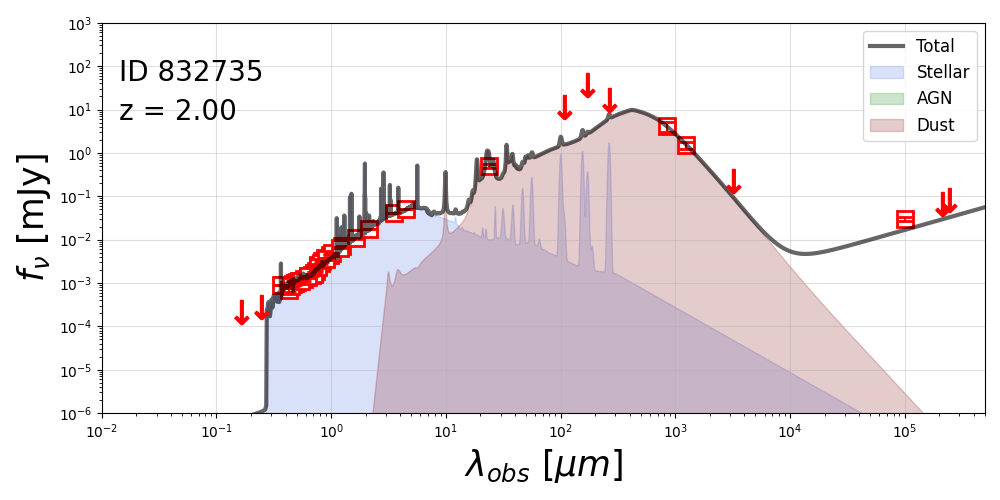 ID 832735
z = 2.00
Total
Stellar
AGN
Dust
f_ν [mJy]
10³
10²
10¹
10⁰
10⁻¹
10⁻²
10⁻³
10⁻⁴
10⁻⁵
10⁻⁶
10⁻² 10⁻¹ 10⁰ 10¹ 10² 10³ 10⁴ 10⁵
λ_obs [μm]